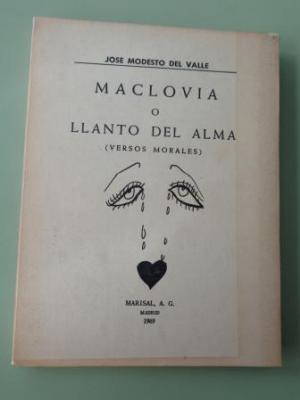 JOSE MODESTO DEL VALLE
MACLOVIA
O
LLANTO DEL ALMA
(VERSOS MORALES)
MARISAL, A. G.
MADRID
1969